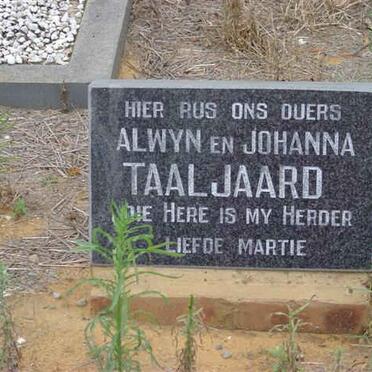 HIER RUS ONS OUERS
ALWYN EN JOHANNA
TAALJAARD
DIE HERE IS MY HERDER
LIEFDE MARTIE